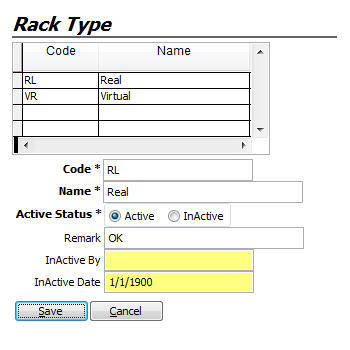 Rack Type
Code Name
RL Real
VR Virtual
Code * RL
Name * Real
Active Status * Active InActive
Remark OK
InActive By
InActive Date 1/1/1900
Save Cancel